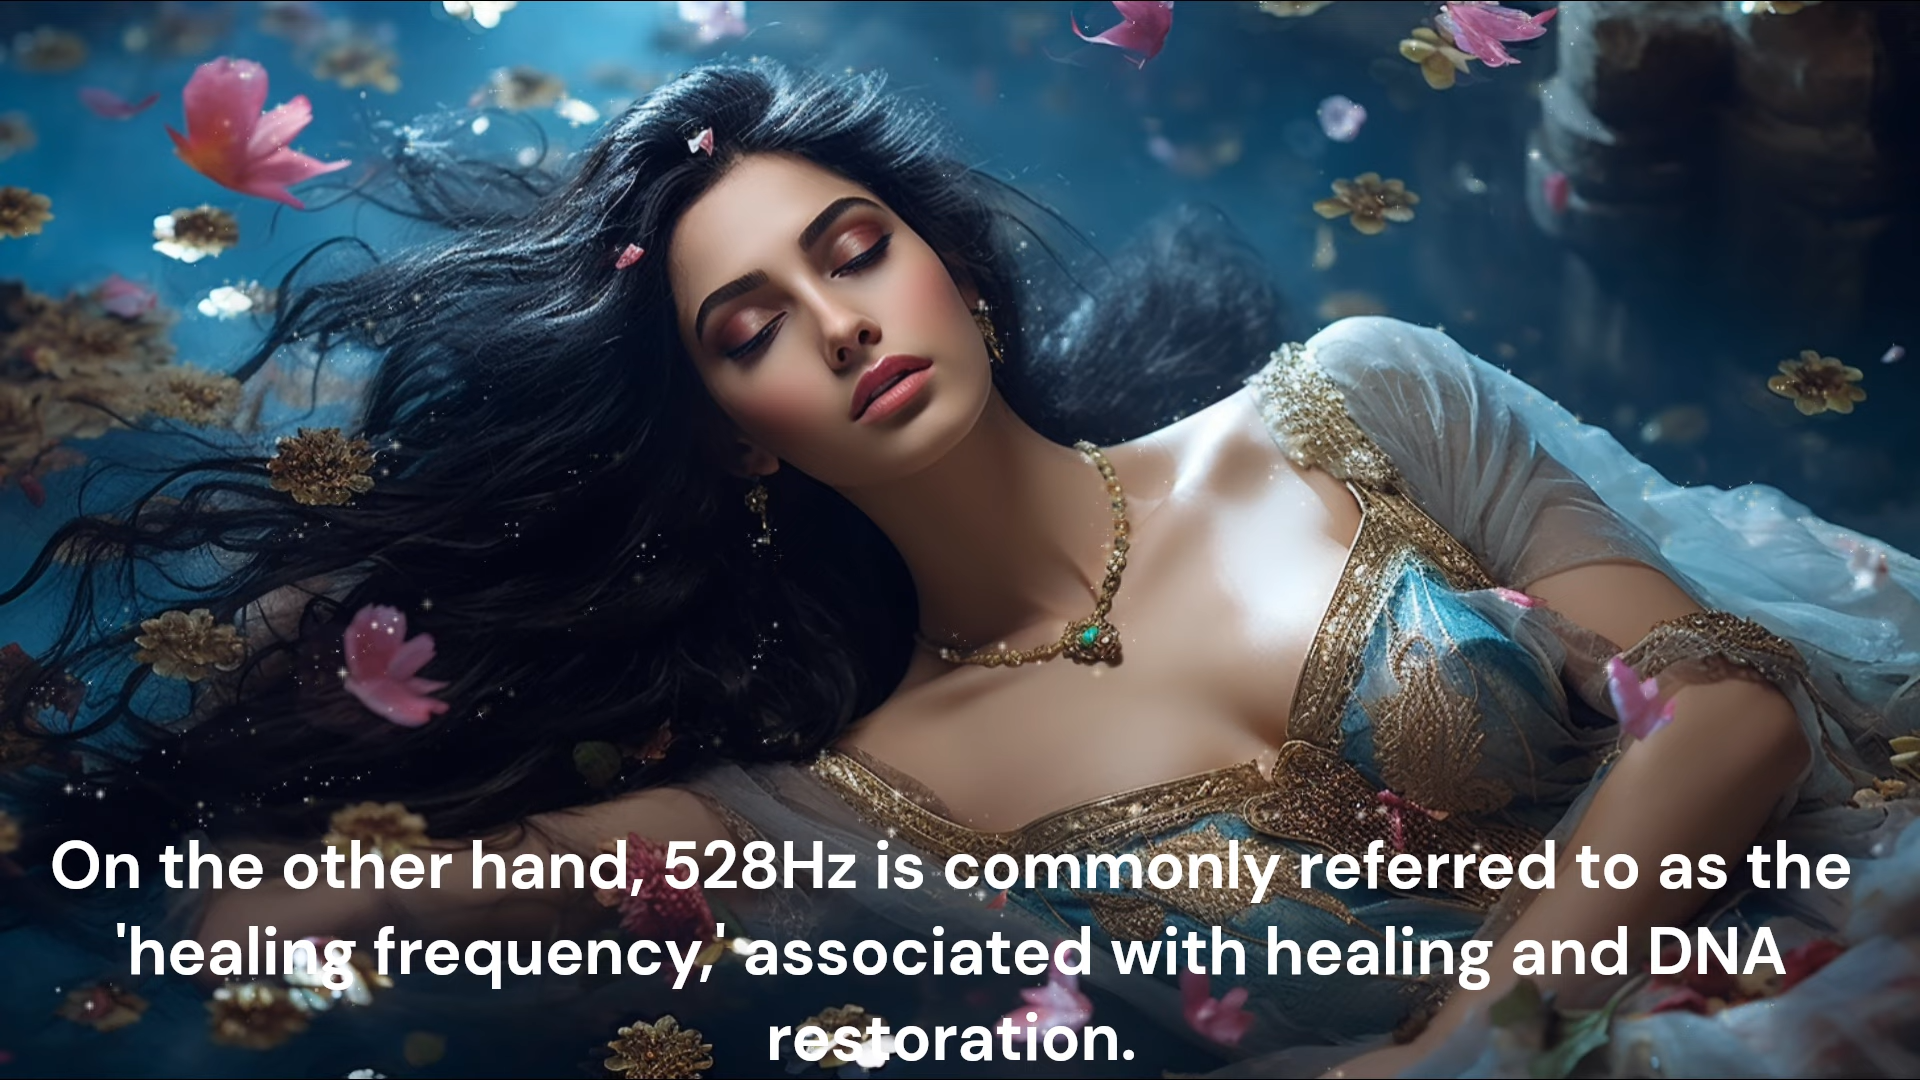 On the other hand, 528Hz is commonly referred to as the
'healing frequency,' associated with healing and DNA
restoration.